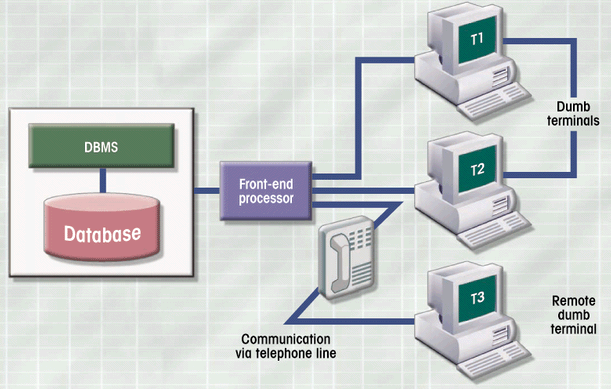 DBMS
Database
Front-end
processor
T1
Dumb
terminals
T2
T3
Remote
dumb
terminal
Communication
via telephone line